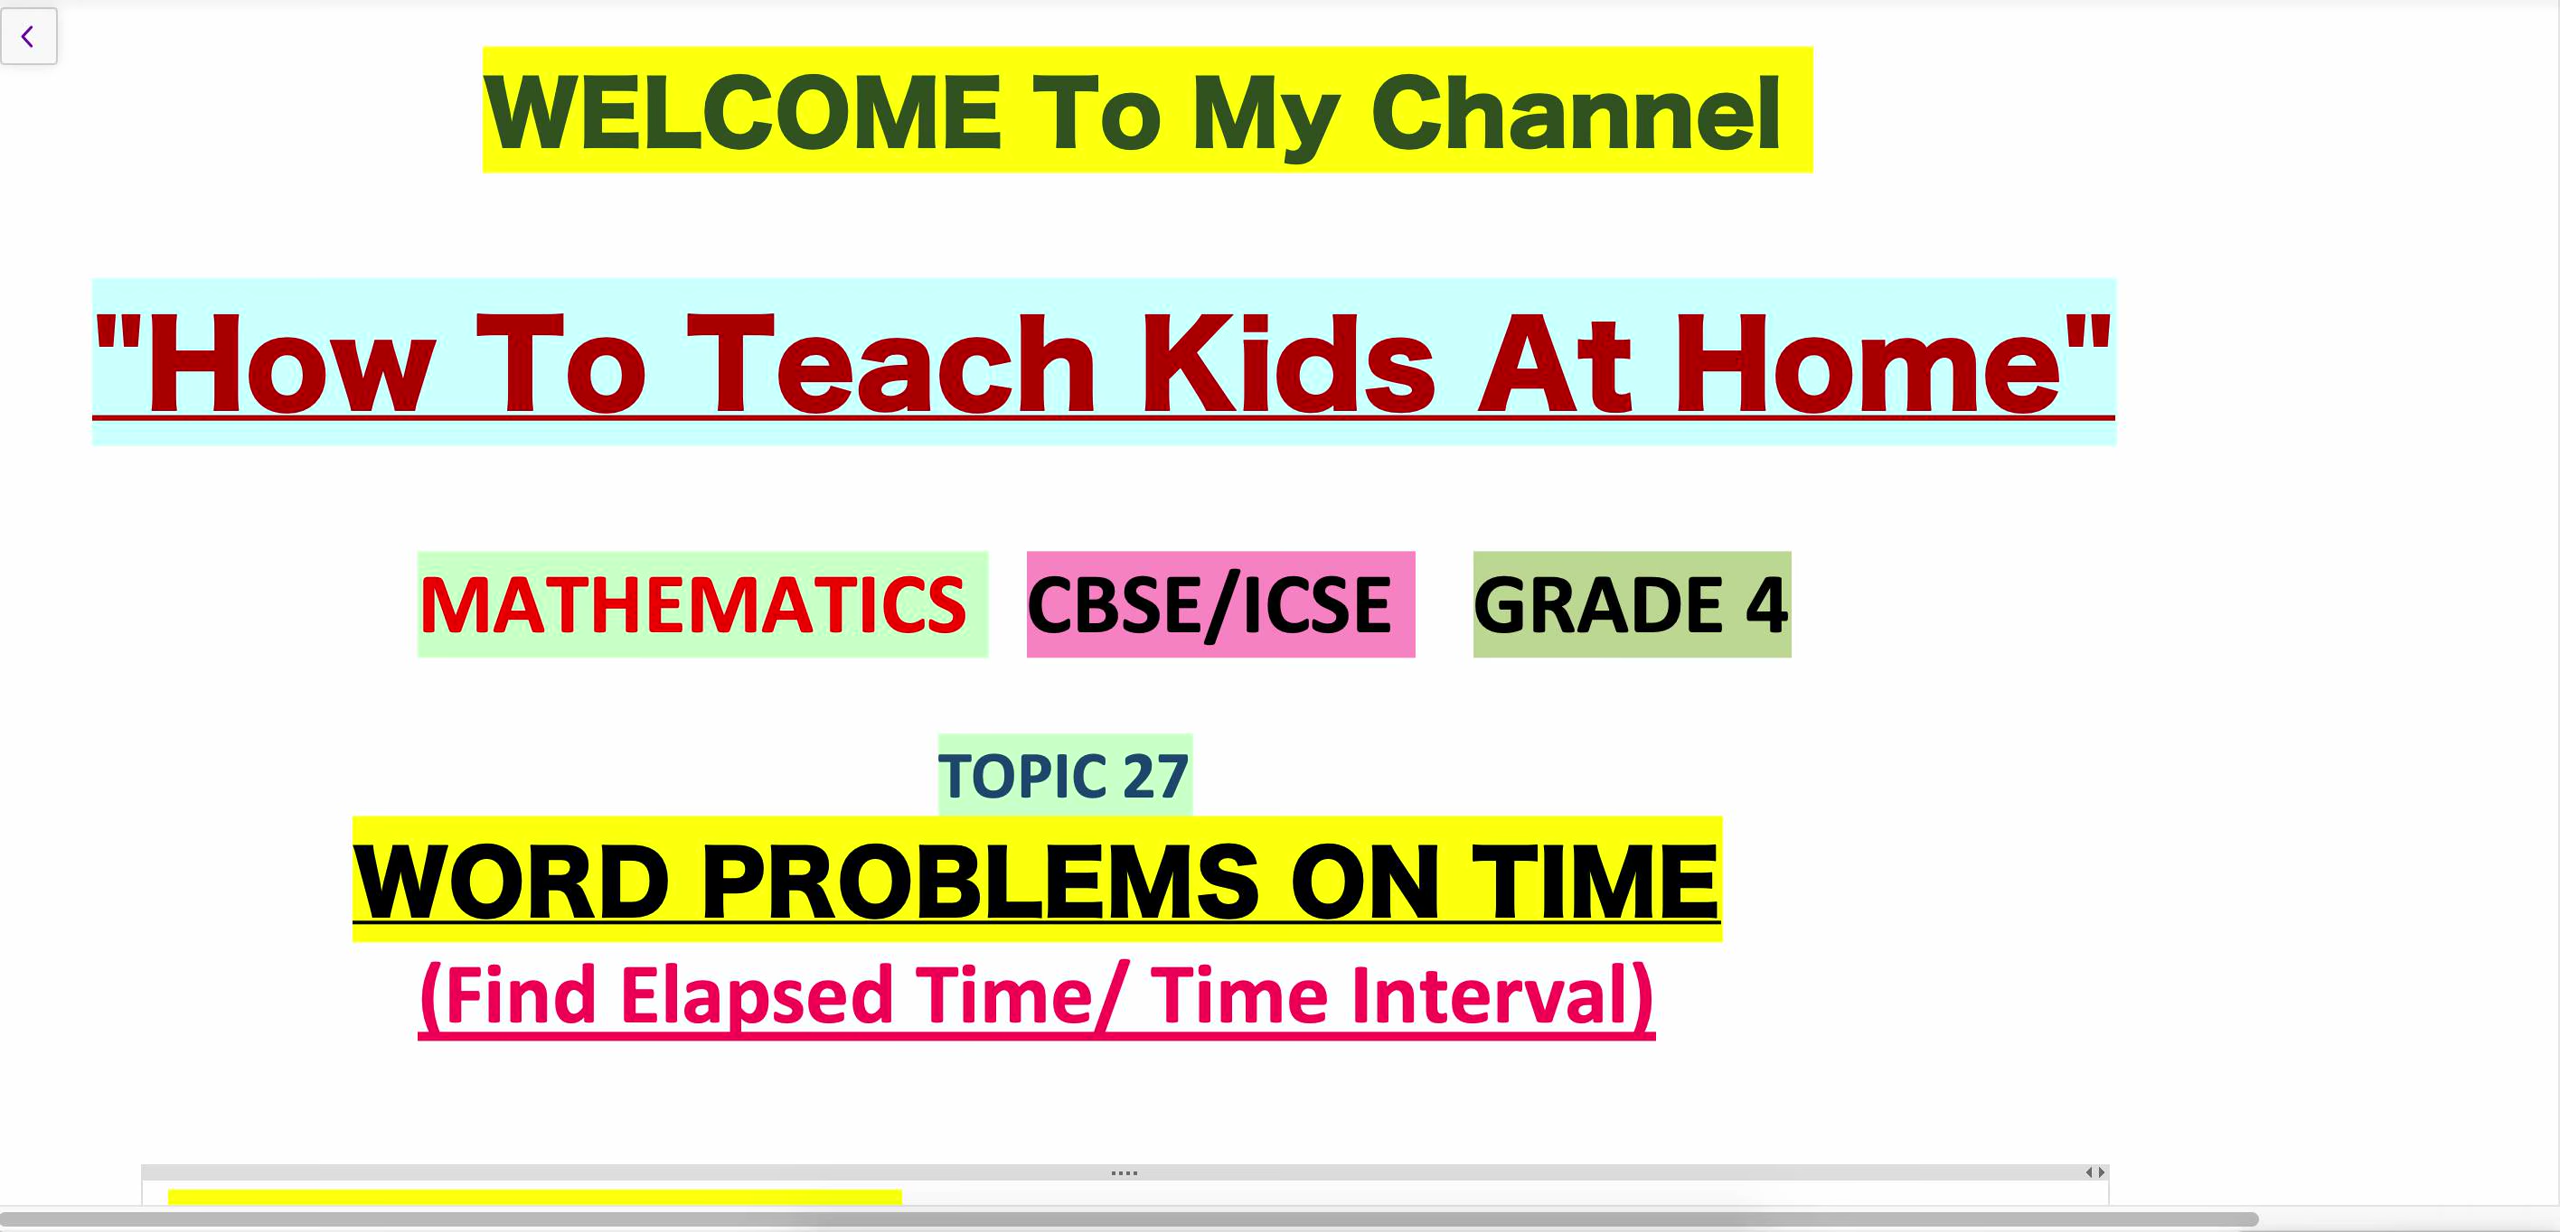 WELCOME To My Channel
"How To Teach Kids At Home"
MATHEMATICS CBSE/ICSE GRADE 4
TOPIC 27
WORD PROBLEMS ON TIME
(Find Elapsed Time/ Time Interval)